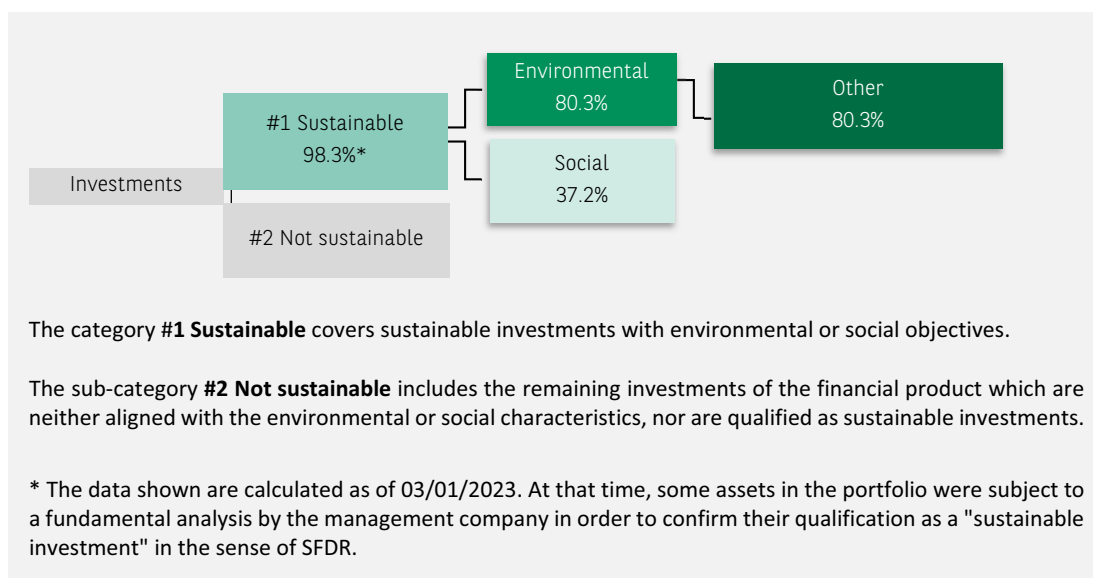 Environmental
80.3%
Other
80.3%
#1 Sustainable
98.3%*
Social
37.2%
Investments
#2 Not sustainable
The category #1 Sustainable covers sustainable investments with environmental or social objectives.
The sub-category #2 Not sustainable includes the remaining investments of the financial product which are
neither aligned with the environmental or social characteristics, nor are qualified as sustainable investments.
* The data shown are calculated as of 03/01/2023. At that time, some assets in the portfolio were subject to
a fundamental analysis by the management company in order to confirm their qualification as a "sustainable
investment" in the sense of SFDR.